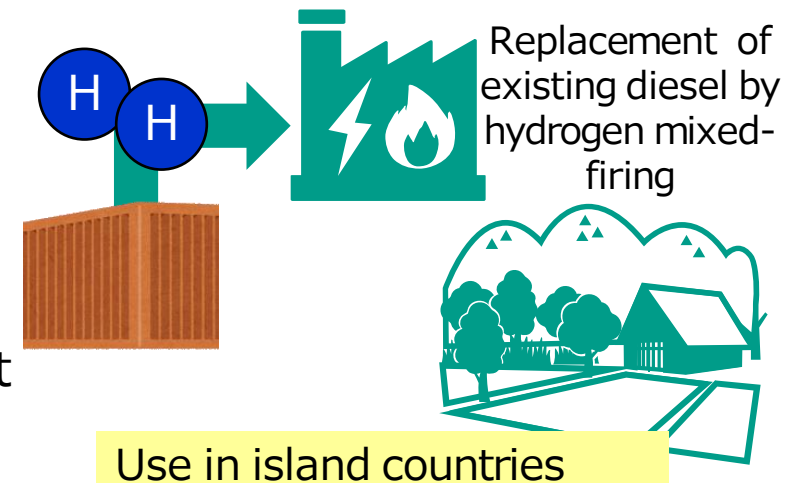 H
H
Replacement of
existing diesel by
hydrogen mixed-
firing
t
Use in island countries